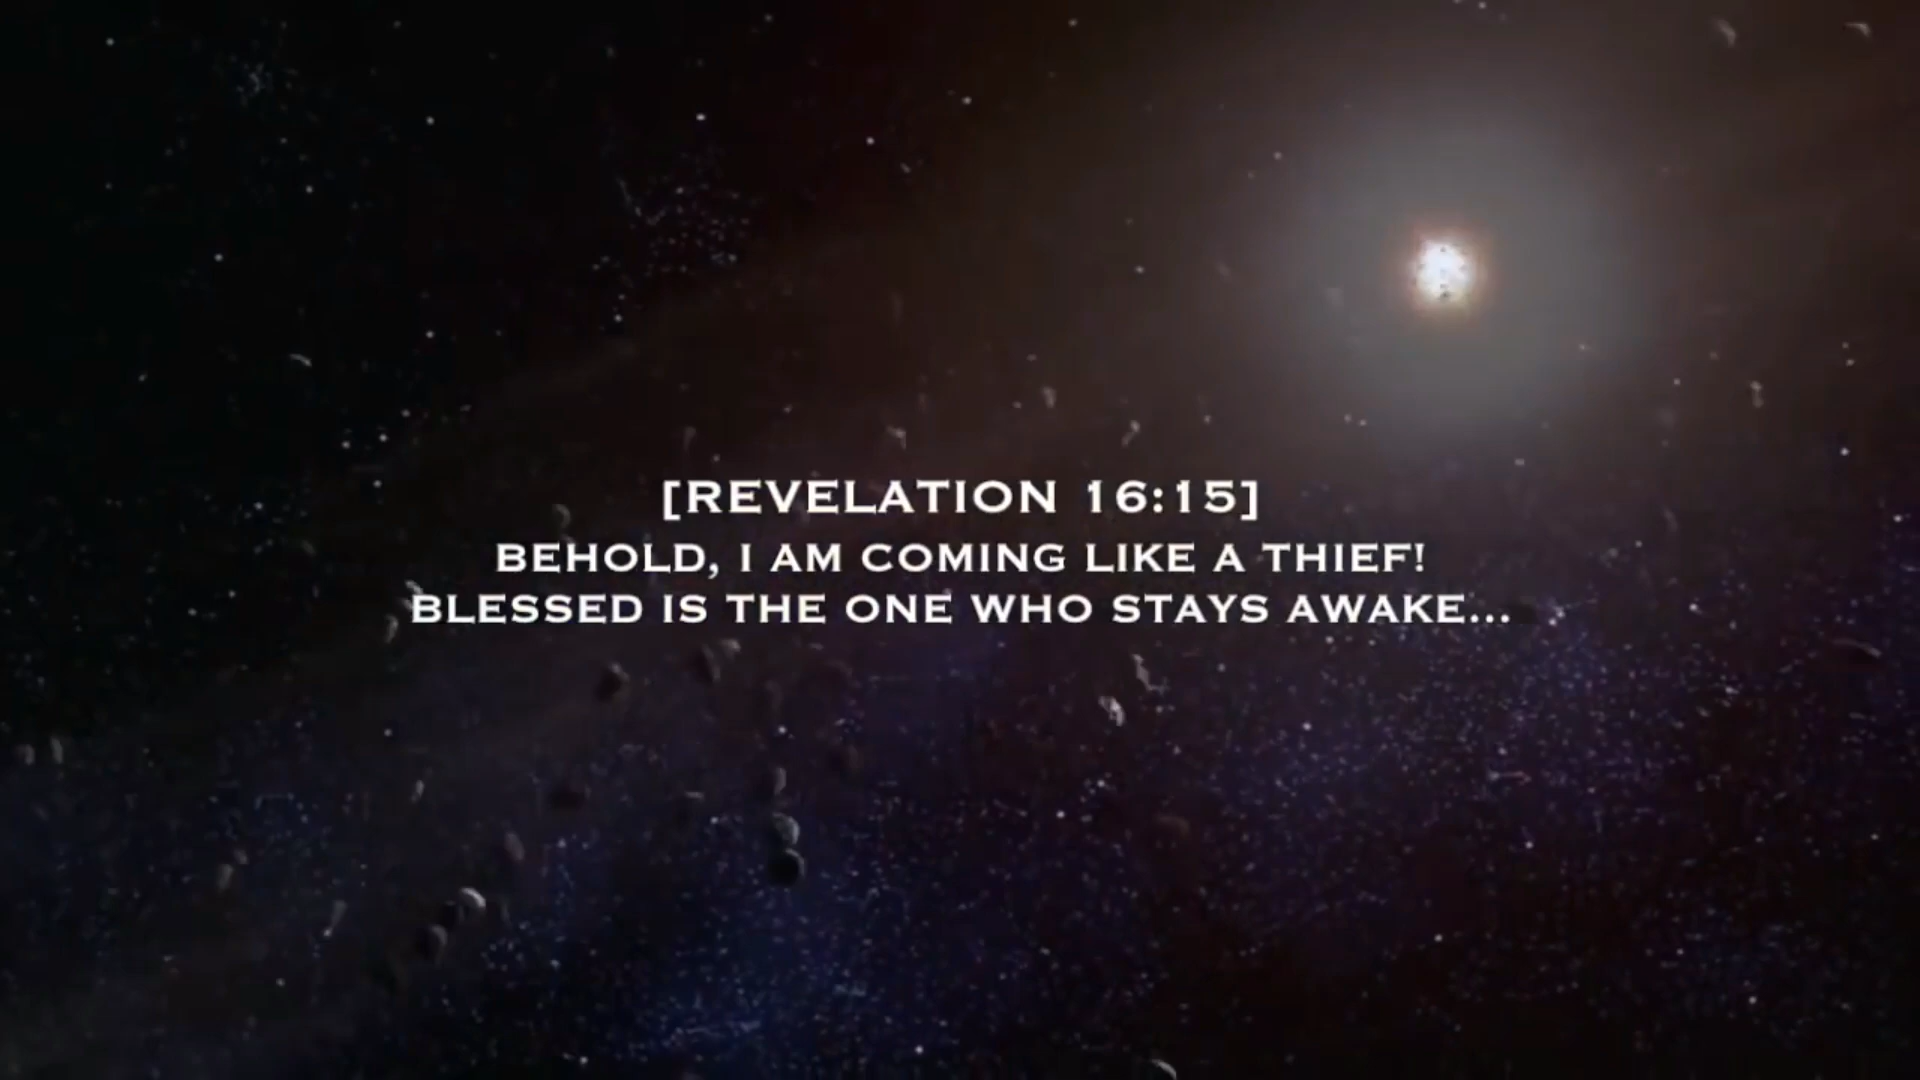 [REVELATION 16:15]
BEHOLD, I AM COMING LIKE A THIEF!
BLESSED IS THE ONE WHO STAYS AWAKE...